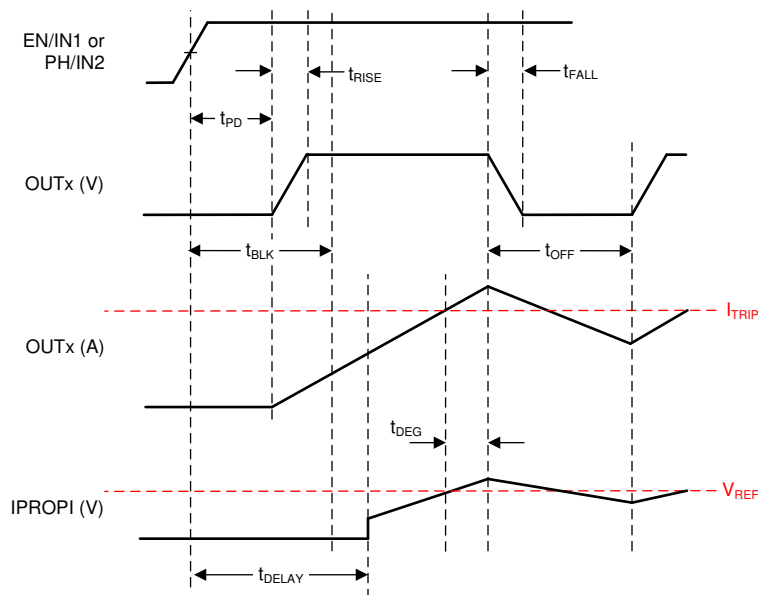 EN/IN1 or
PH/IN2
tRISE
tFALL
tPD
OUTx (V)
tBLK
tOFF
ITRIP
OUTx (A)
tDEG
VREF
IPROPI (V)
tDELAY